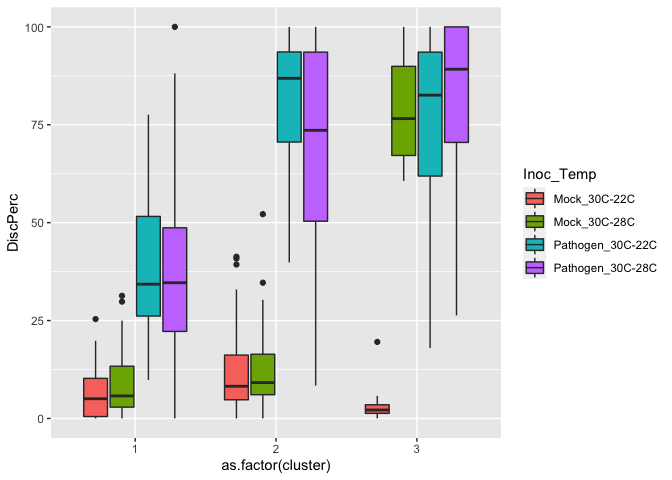 100
75
50
25
0
DiscPerc
1
2
3
as.factor(cluster)
Inoc_Temp
Mock_30C-22C
Mock_30C-28C
Pathogen_30C-22C
Pathogen_30C-28C